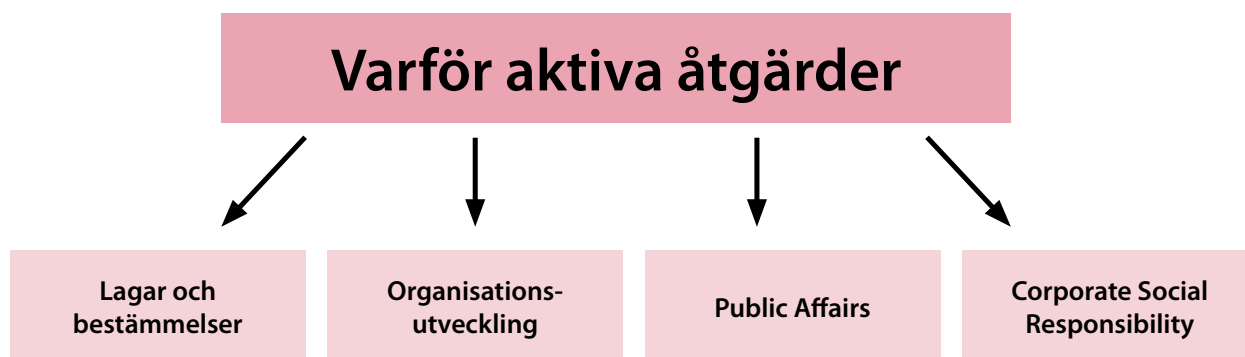 Varför aktiva åtgärder
Lagar och
bestämmelser
Organisations-
utveckling
Public Affairs
Corporate Social
Responsibility